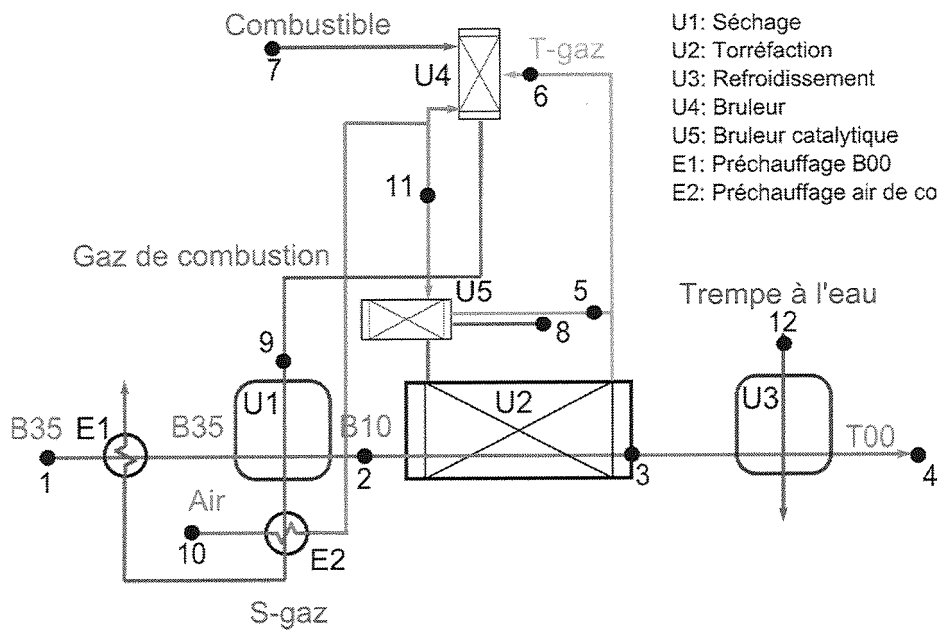 Combustible
7
U4
T-gaz
6
U1: Séchage
U2: Torréfaction
U3: Refroidissement
U4: Bruleur
U5: Bruleur catalytique
E1: Préchauffage B00
E2: Préchauffage air de co
11
Gaz de combustion
U5
5
8
Trempe à l'eau
12
9
B35
E1
B35
U1
B10
U2
U3
T00
1
2
3
4
Air
10
E2
S-gaz